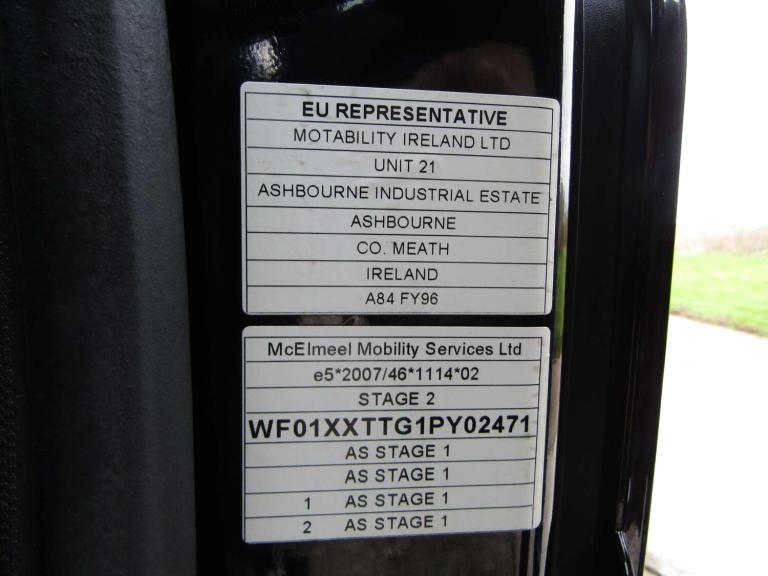 EU REPRESENTATIVE
MOTABILITY IRELAND LTD
UNIT 21
ASHBOURNE INDUSTRIAL ESTATE
ASHBOURNE
CO. MEATH
IRELAND
A84 FY96
McElmeel Mobility Services Ltd
e5*2007/46*1114*02
STAGE 2
WF01XXTTG1PY02471
AS STAGE 1
AS STAGE 1
1 AS STAGE 1
2 AS STAGE 1